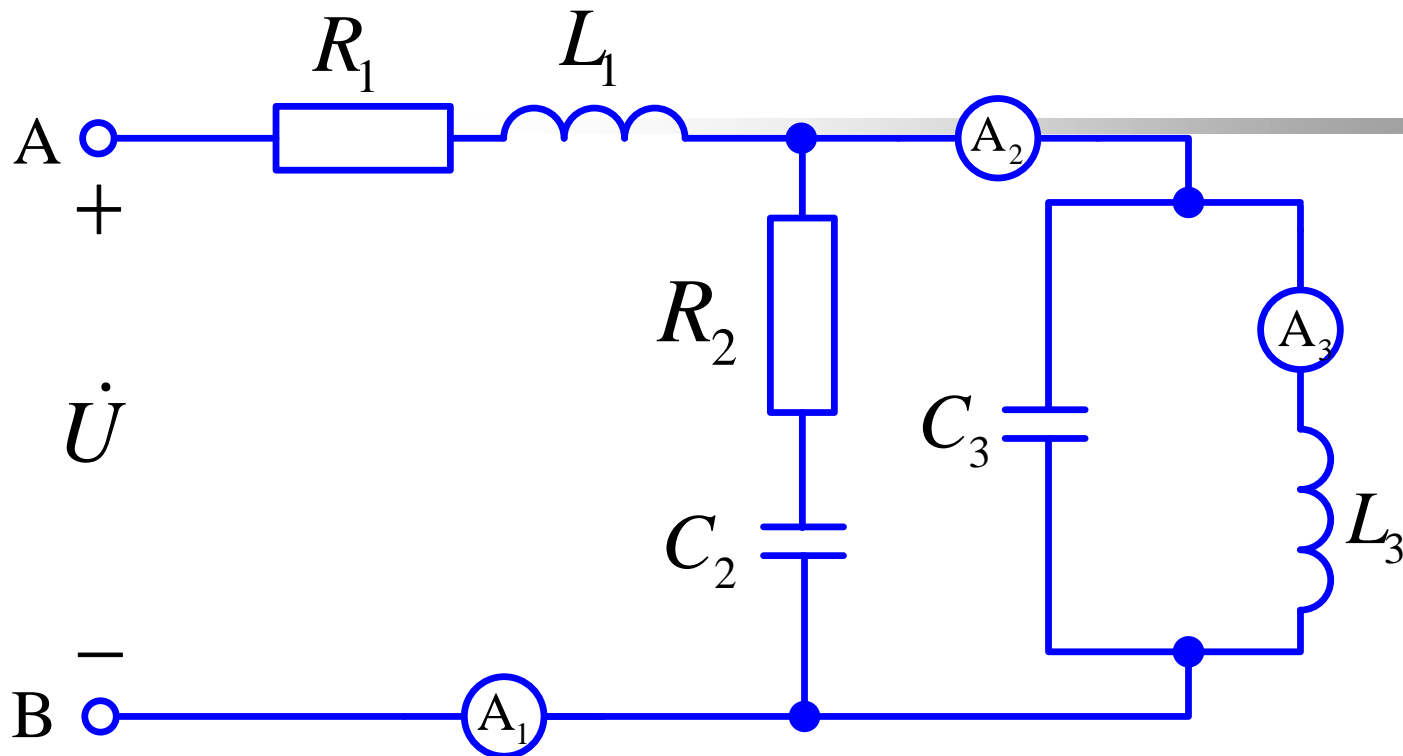 R₁ L₁
A A₂
+
R₂ A₃
U̇ C₃
C₂ L₃
−
B A₁